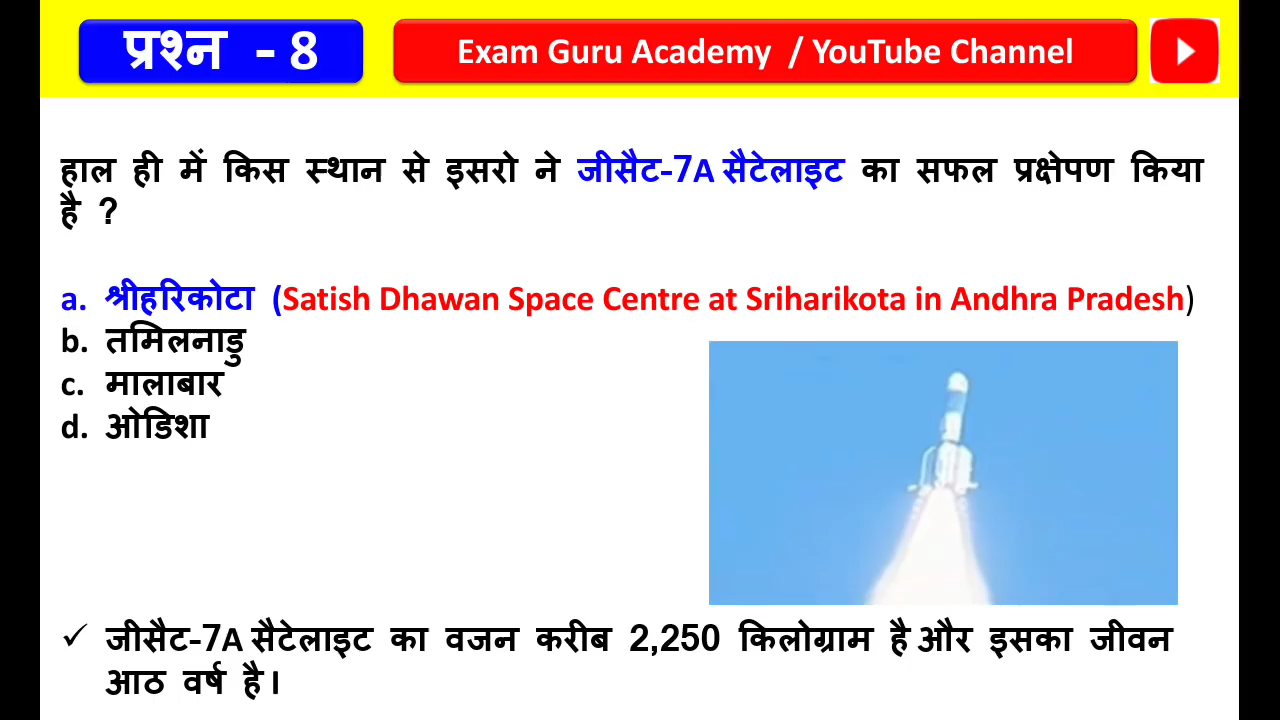 प्रश्न - 8
Exam Guru Academy / YouTube Channel
हाल ही में किस स्थान से इसरो ने जीसैट-7A सैटेलाइट का सफल प्रक्षेपण किया
है ?
a. श्रीहरिकोटा (Satish Dhawan Space Centre at Sriharikota in Andhra Pradesh)
b. तमिलनाडु
c. मालाबार
d. ओडिशा
✓ जीसैट-7A सैटेलाइट का वजन करीब 2,250 किलोग्राम है और इसका जीवन
आठ वर्ष है।